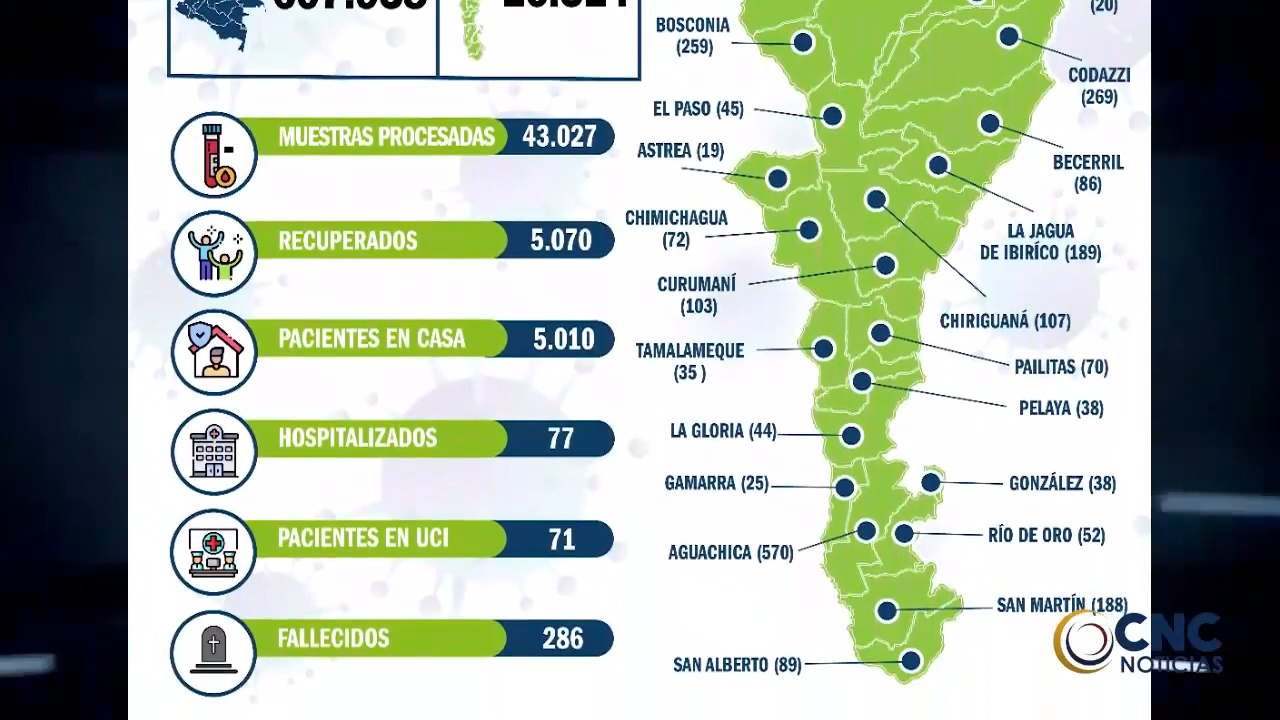 (20)
BOSCONIA
(259)
CODAZZI
(269)
EL PASO (45)
MUESTRAS PROCESADAS 43.027
ASTREA (19)
BECERRIL
(86)
CHIMICHAGUA
(72)
LA JAGUA
DE IBIRÍCO (189)
RECUPERADOS 5.070
CURUMANÍ
(103)
CHIRIGUANÁ (107)
PACIENTES EN CASA 5.010
TAMALAMEQUE
(35 )
PAILITAS (70)
PELAYA (38)
LA GLORIA (44)
HOSPITALIZADOS 77
GAMARRA (25)
GONZÁLEZ (38)
PACIENTES EN UCI 71
RÍO DE ORO (52)
AGUACHICA (570)
SAN MARTÍN (188)
FALLECIDOS 286
SAN ALBERTO (89)
CNC
NOTICIAS